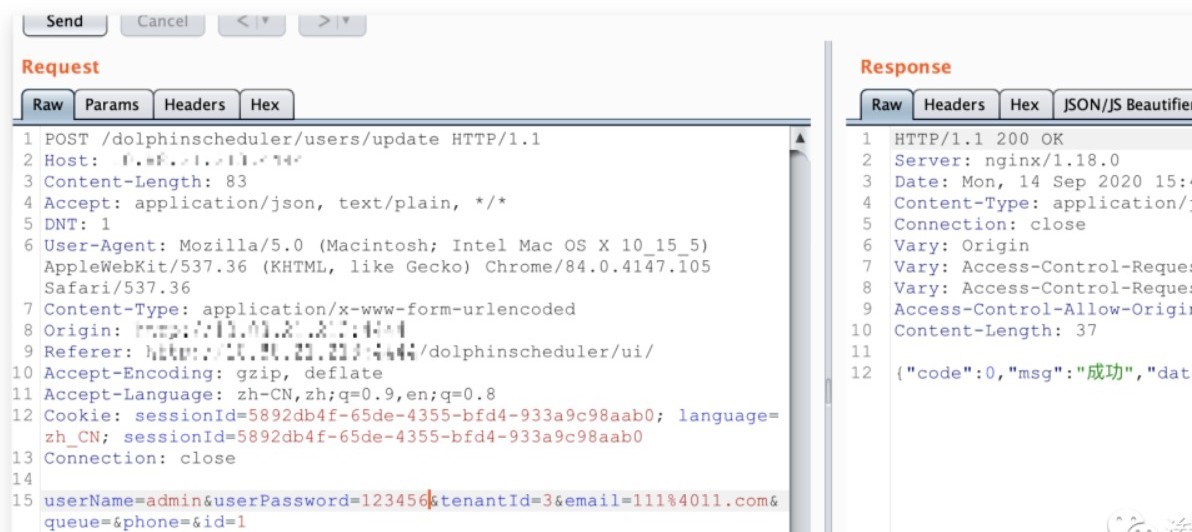 Send
Cancel
<
>
Request
Raw
Params
Headers
Hex
1 POST /dolphinscheduler/users/update HTTP/1.1
2 Host:
3 Content-Length: 83
4 Accept: application/json, text/plain, */*
5 DNT: 1
6 User-Agent: Mozilla/5.0 (Macintosh; Intel Mac OS X 10_15_5)
AppleWebKit/537.36 (KHTML, like Gecko) Chrome/84.0.4147.105
Safari/537.36
7 Content-Type: application/x-www-form-urlencoded
8 Origin:
9 Referer: /dolphinscheduler/ui/
10 Accept-Encoding: gzip, deflate
11 Accept-Language: zh-CN,zh;q=0.9,en;q=0.8
12 Cookie: sessionId=5892db4f-65de-4355-bfd4-933a9c98aab0; language=
zh_CN; sessionId=5892db4f-65de-4355-bfd4-933a9c98aab0
13 Connection: close
14
15 userName=admin&userPassword=123456&tenantId=3&email=111%4011.com&
queue=&phone=&id=1
Response
Raw
Headers
Hex
JSON/JS Beautifier
1 HTTP/1.1 200 OK
2 Server: nginx/1.18.0
3 Date: Mon, 14 Sep 2020 15:
4 Content-Type: application/j
5 Connection: close
6 Vary: Origin
7 Vary: Access-Control-Reques
8 Vary: Access-Control-Reques
9 Access-Control-Allow-Origin
10 Content-Length: 37
11
12 {"code":0,"msg":"成功","dat